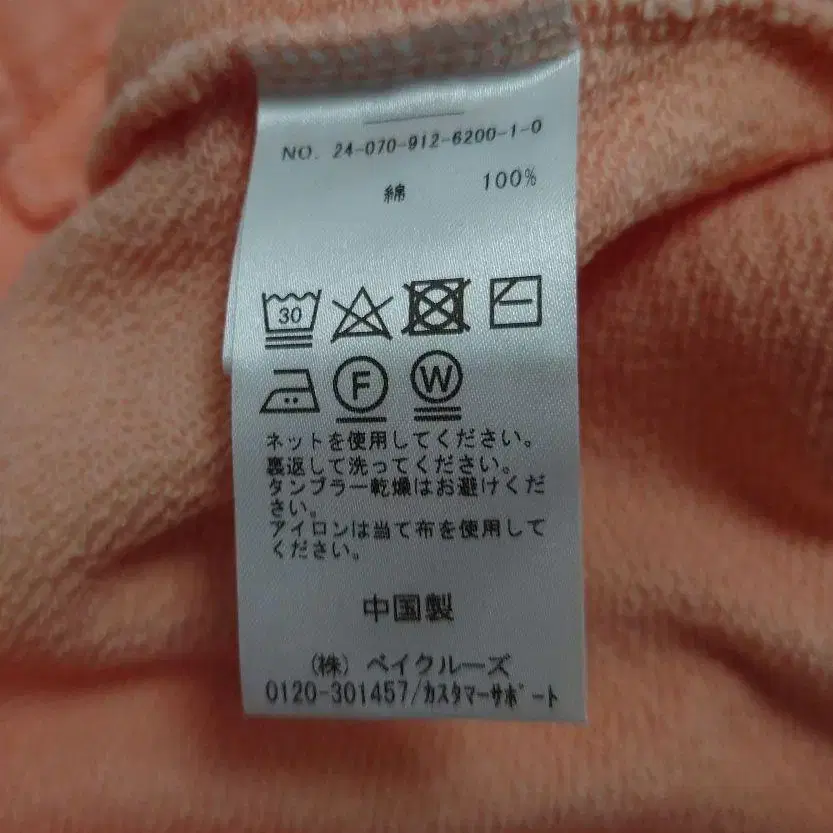 NO. 24-070-912-6200-1-0
綿 100%
30
F W
ネットを使用してください。
裏返して洗ってください。
タンブラー乾燥はお避けくだ
さい。
アイロンは当て布を使用して
ください。
中国製
(株) ベイクルーズ
0120-301457/カスタマーサポート